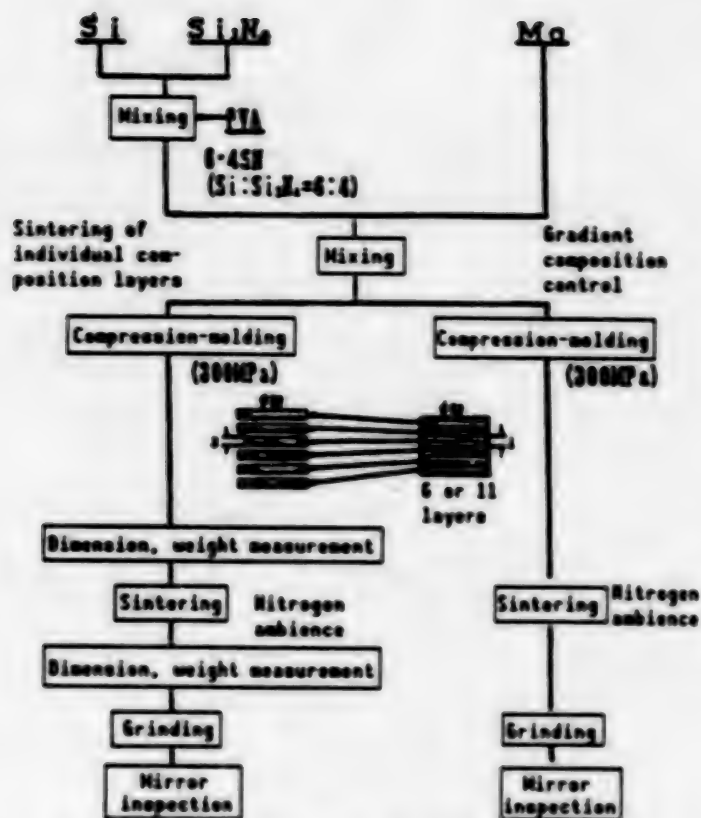 Si
Si₃N₄
Mo
Mixing
PVA
6-4SN
(Si:Si₃N₄=6:4)
Sintering of
individual com-
position layers
Mixing
Gradient
composition
control
Compression-molding
(300MPa)
Compression-molding
(300MPa)
6 or 11
layers
Dimension, weight measurement
Sintering
Nitrogen
ambience
Sintering
Nitrogen
ambience
Dimension, weight measurement
Grinding
Grinding
Mirror
inspection
Mirror
inspection